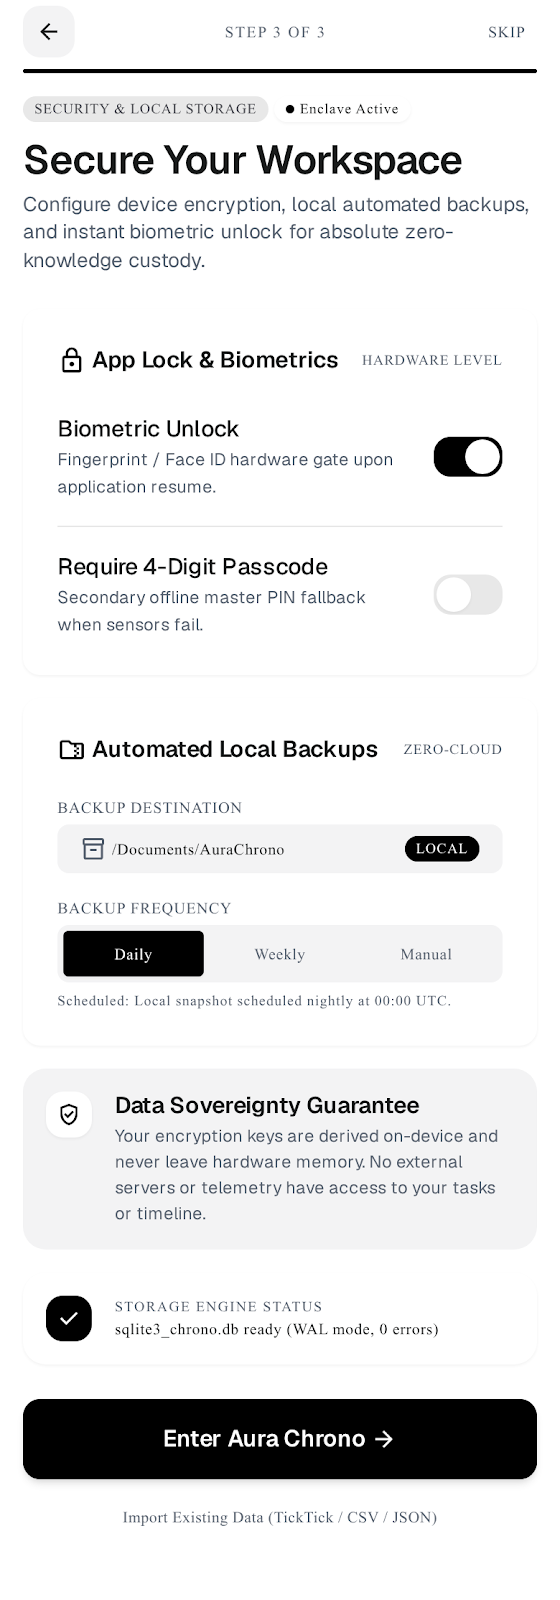 STEP 3 OF 3
SKIP
SECURITY & LOCAL STORAGE
Enclave Active
Secure Your Workspace
Configure device encryption, local automated backups,
and instant biometric unlock for absolute zero-
knowledge custody.
App Lock & Biometrics
HARDWARE LEVEL
Biometric Unlock
Fingerprint / Face ID hardware gate upon
application resume.
Require 4-Digit Passcode
Secondary offline master PIN fallback
when sensors fail.
Automated Local Backups
ZERO-CLOUD
BACKUP DESTINATION
/Documents/AuraChrono
LOCAL
BACKUP FREQUENCY
Daily
Weekly
Manual
Scheduled: Local snapshot scheduled nightly at 00:00 UTC.
Data Sovereignty Guarantee
Your encryption keys are derived on-device and
never leave hardware memory. No external
servers or telemetry have access to your tasks
or timeline.
STORAGE ENGINE STATUS
sqlite3_chrono.db ready (WAL mode, 0 errors)
Enter Aura Chrono →
Import Existing Data (TickTick / CSV / JSON)